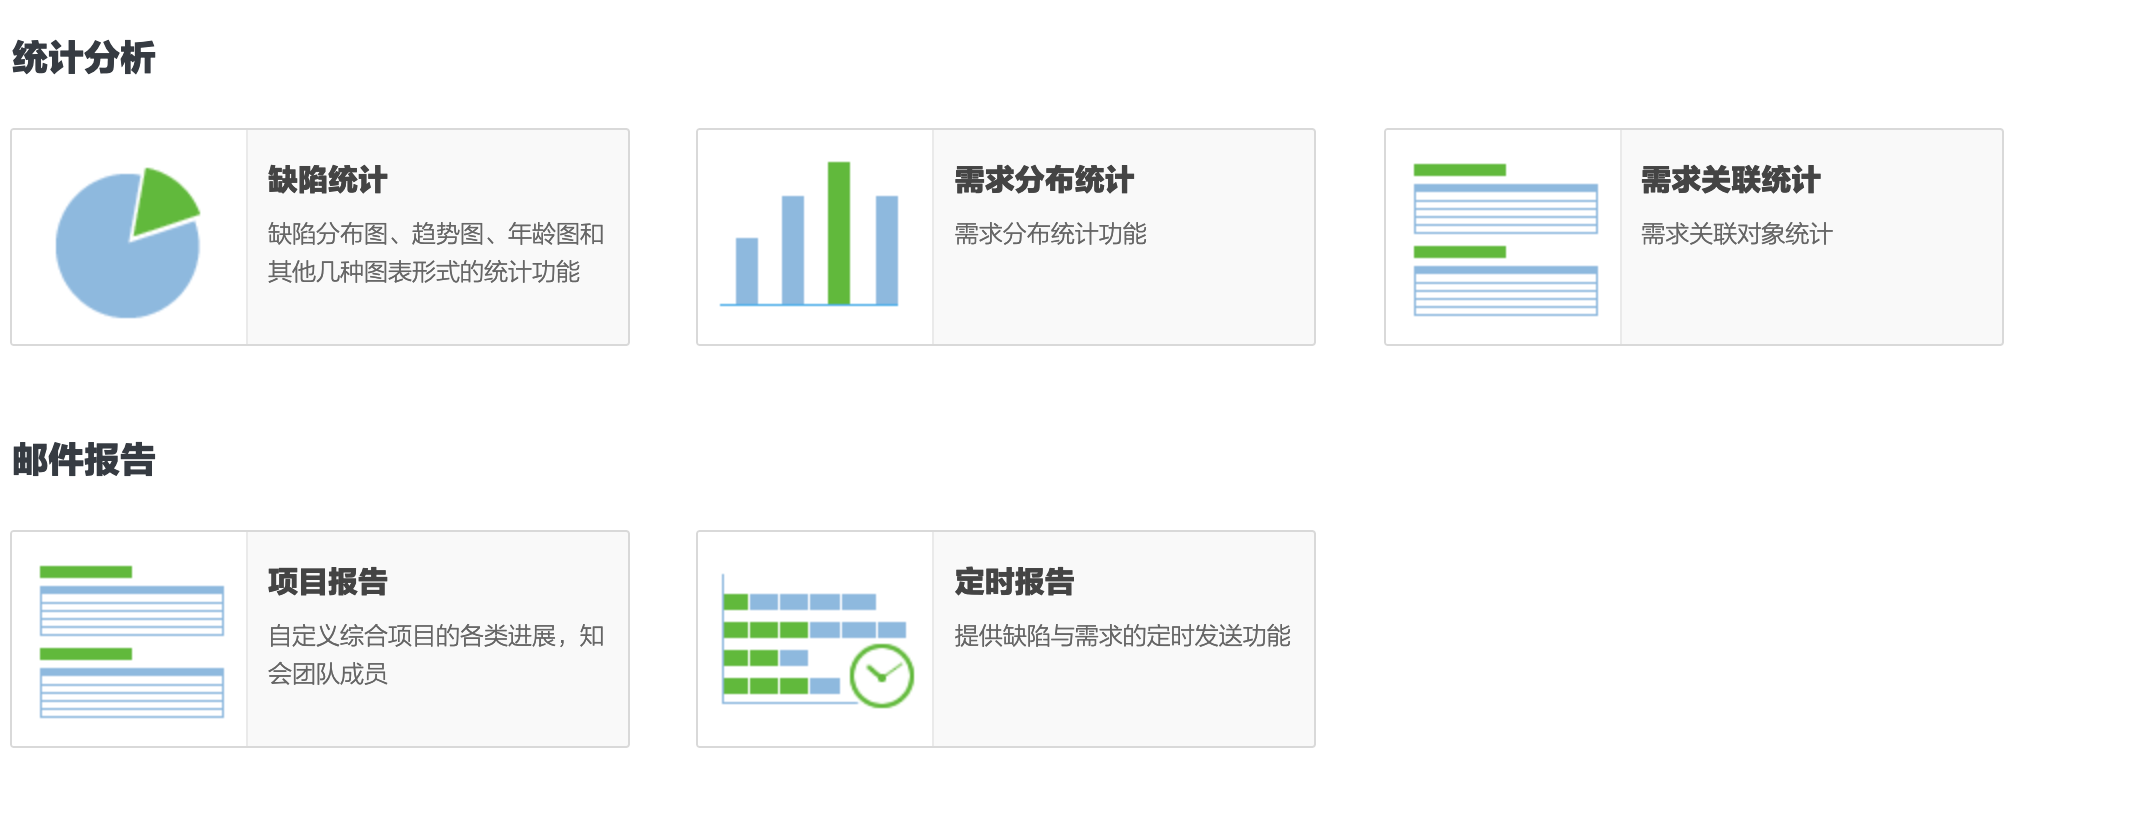 统计分析
缺陷统计
缺陷分布图、趋势图、年龄图和
其他几种图表形式的统计功能
需求分布统计
需求分布统计功能
需求关联统计
需求关联对象统计
邮件报告
项目报告
自定义综合项目的各类进展，知
会团队成员
定时报告
提供缺陷与需求的定时发送功能